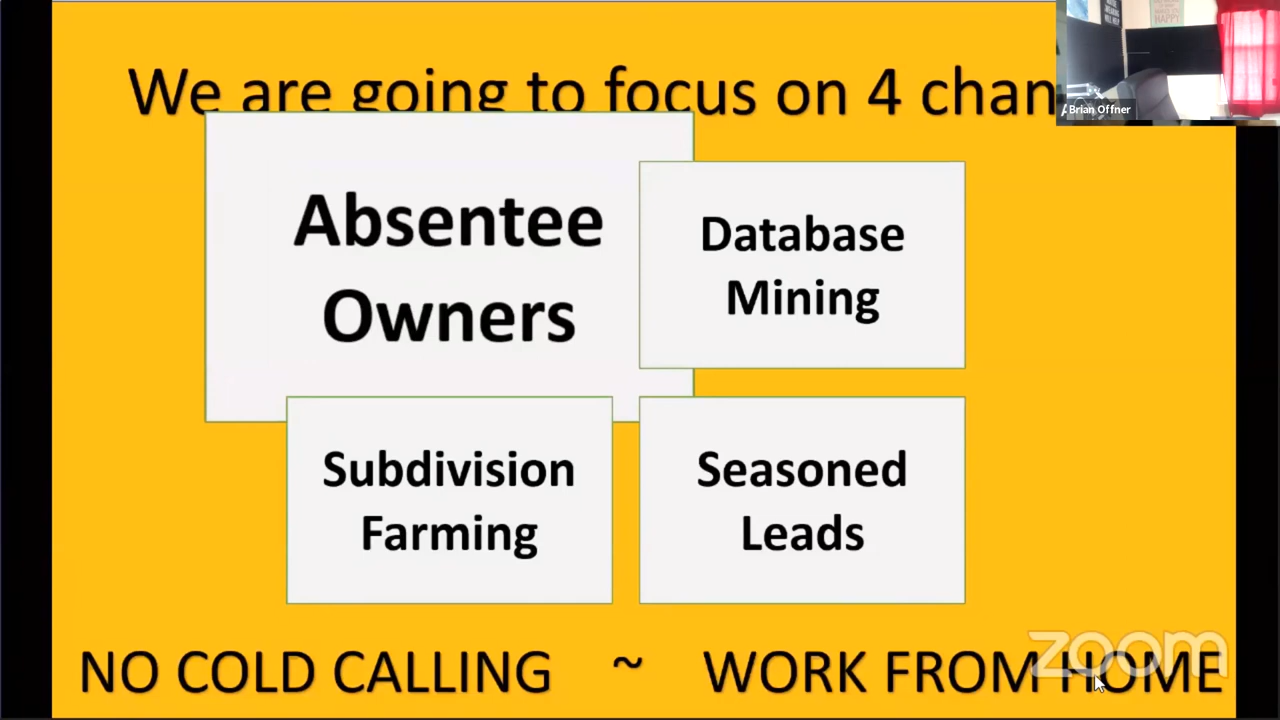 We are going to focus on 4 chan
HAPPY
Brian Offner
Absentee
Owners
Database
Mining
Subdivision
Farming
Seasoned
Leads
NO COLD CALLING ~ WORK FROM HOME
zoom